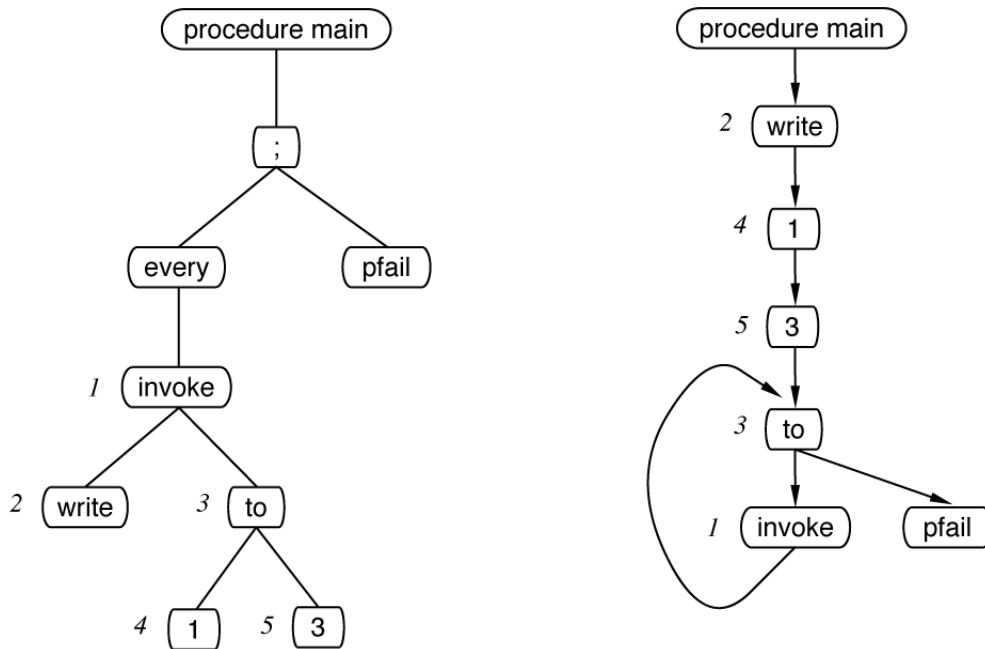 procedure main
;
every pfail
1 invoke
2 write 3 to
4 1 5 3
procedure main
2 write
4 1
5 3
3 to
1 invoke pfail